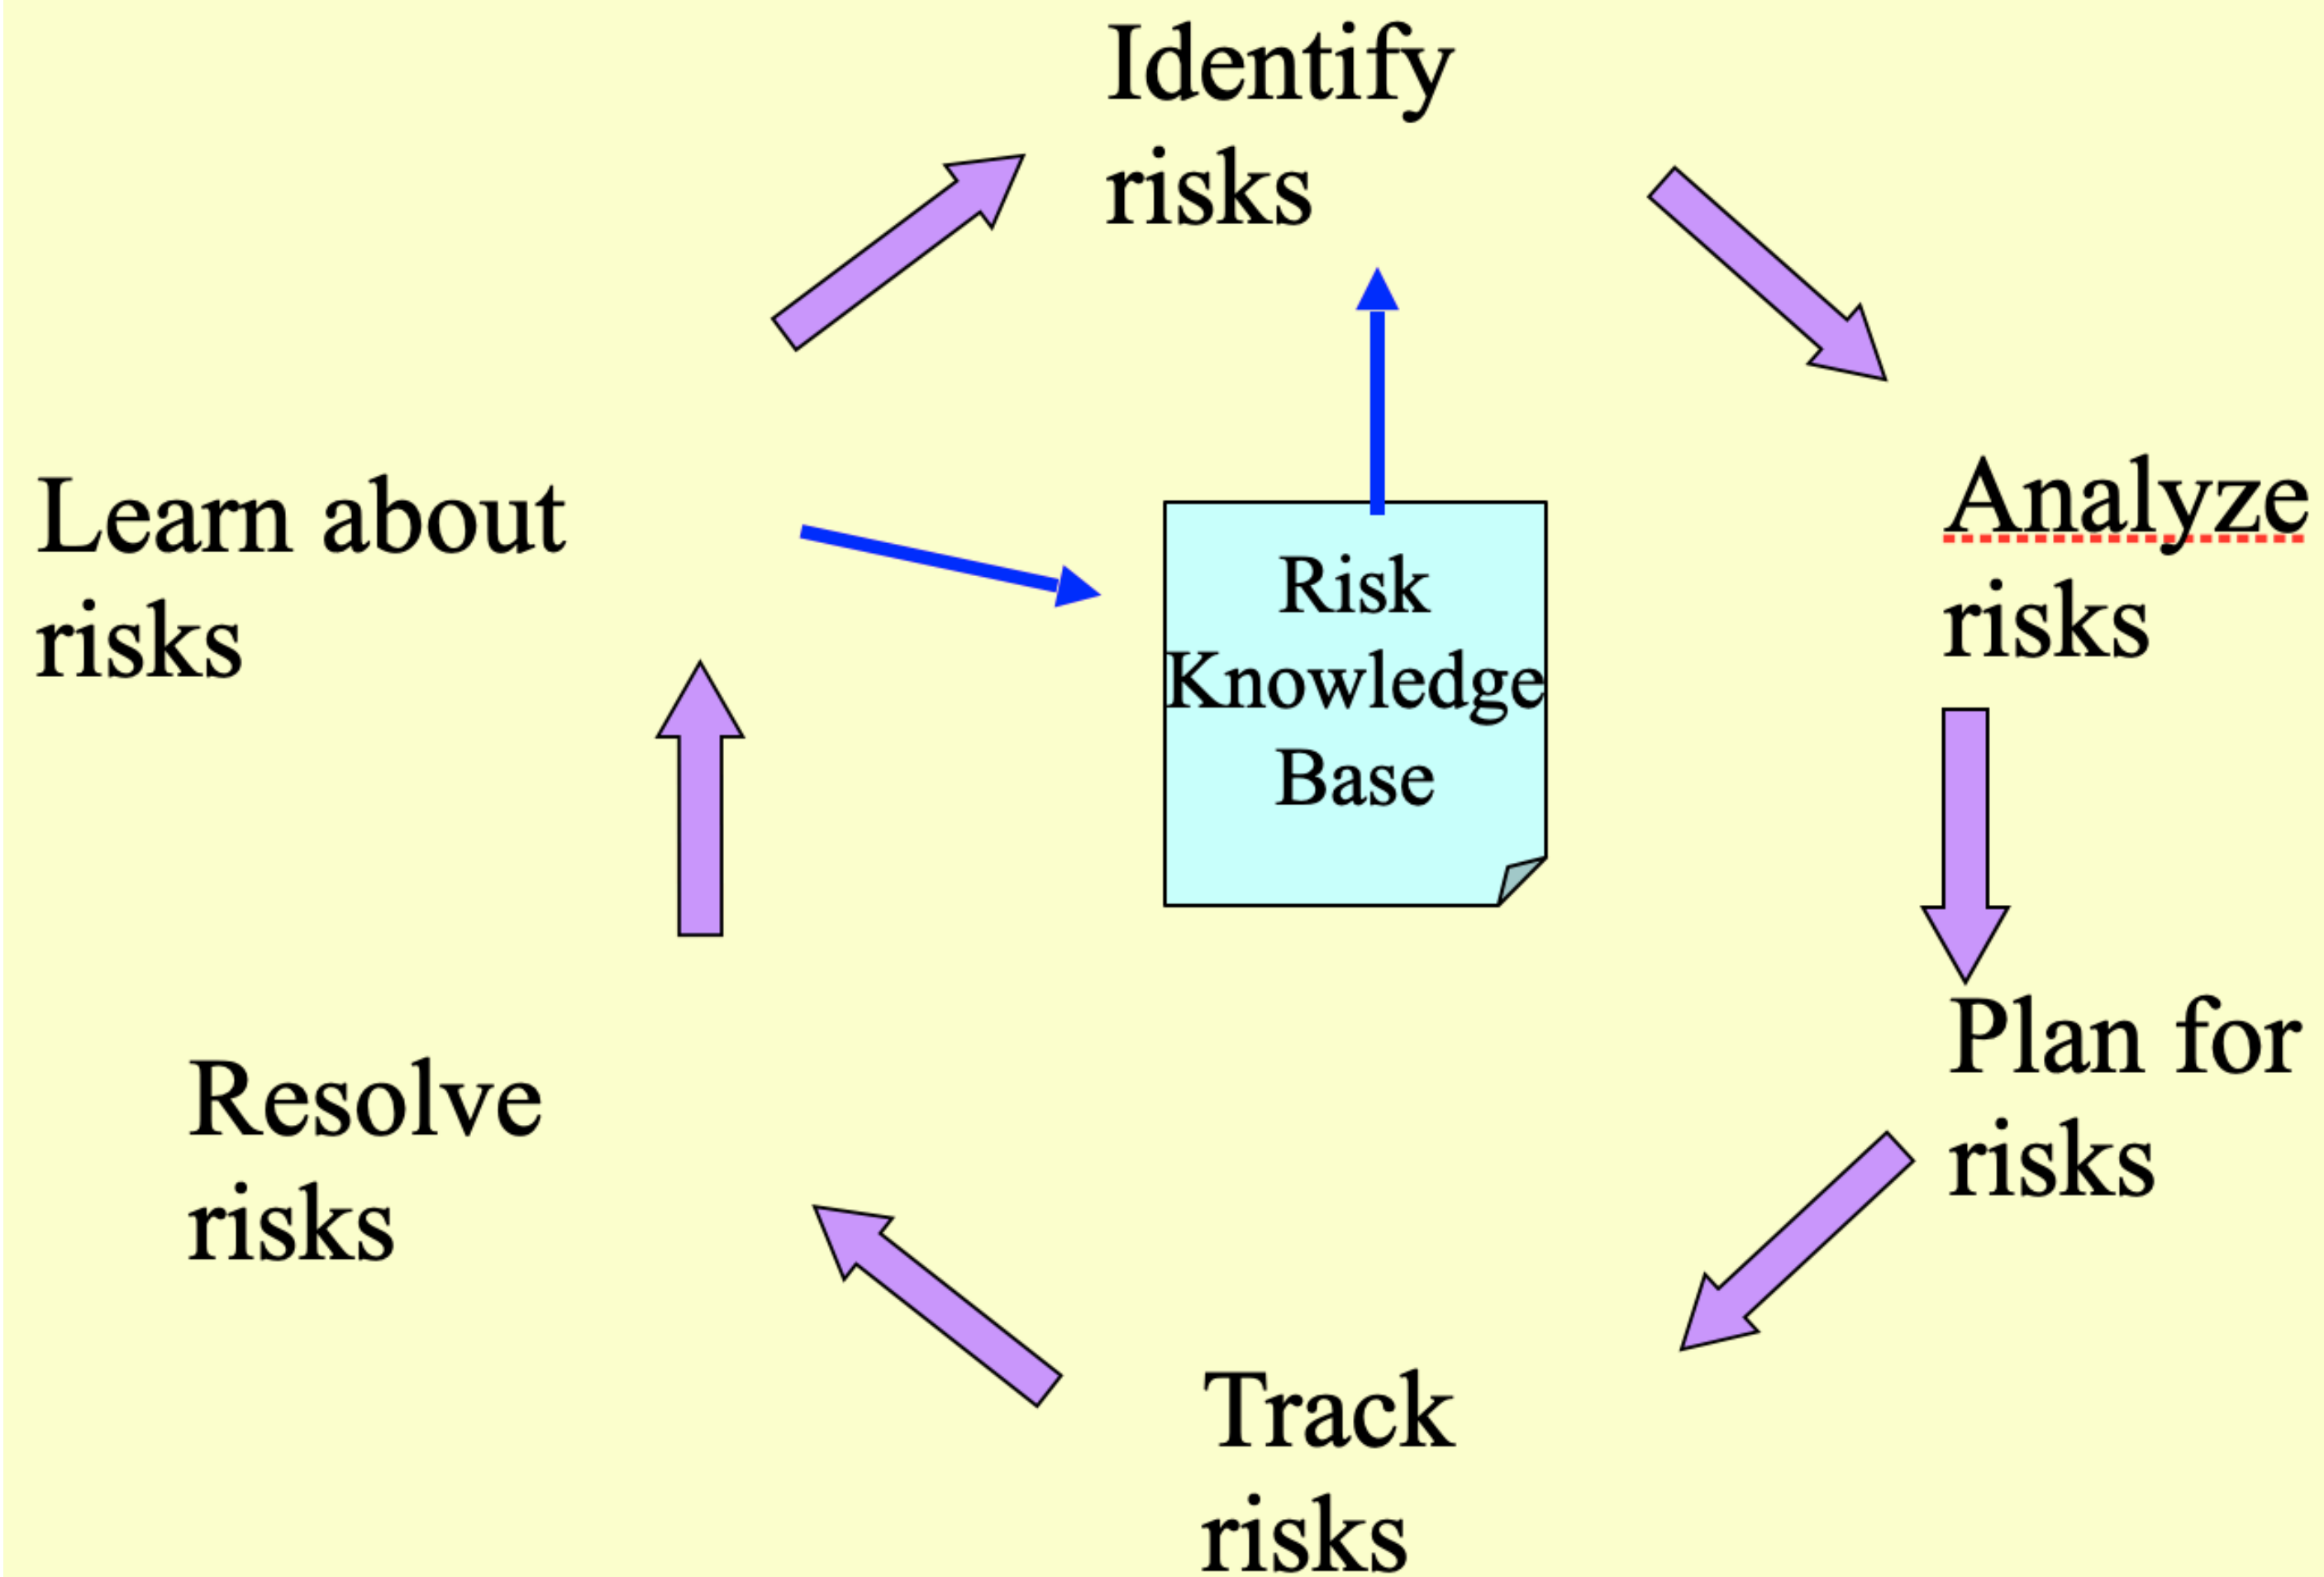 Identify
risks
Analyze
risks
Plan for
risks
Track
risks
Resolve
risks
Learn about
risks
Risk
Knowledge
Base